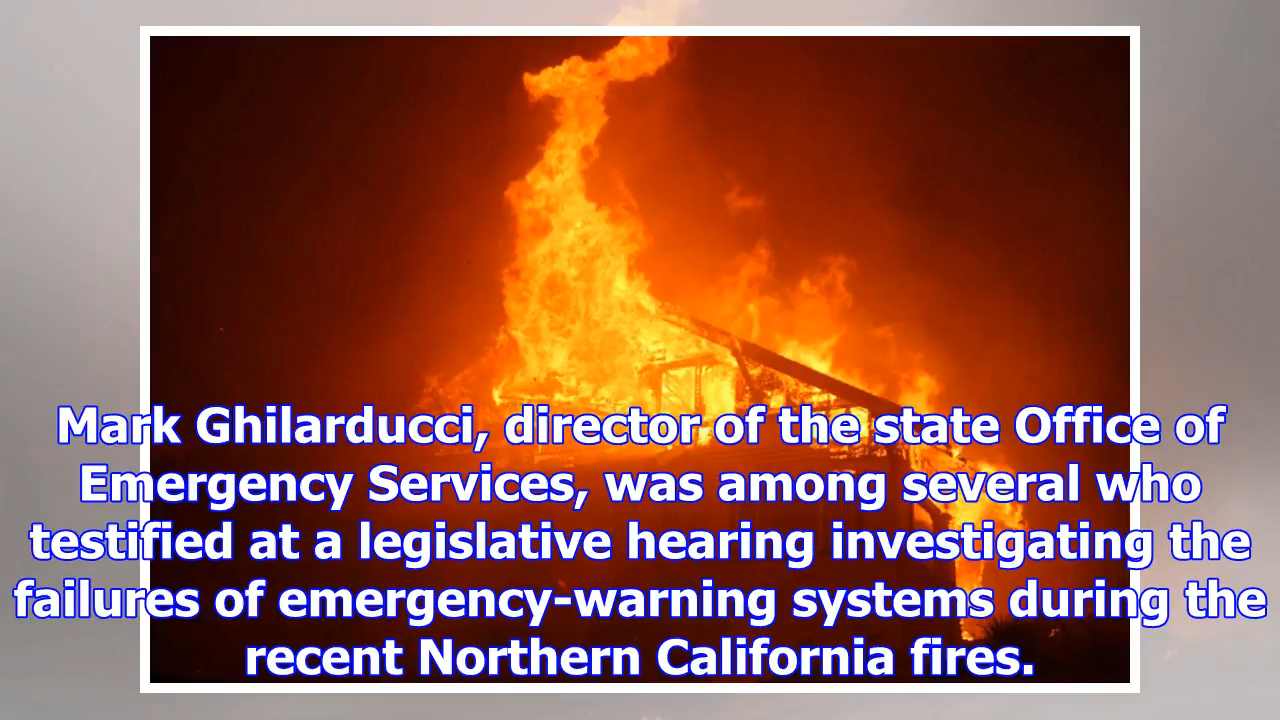 Mark Ghilarducci, director of the state Office of
Emergency Services, was among several who
testified at a legislative hearing investigating the
failures of emergency-warning systems during the
recent Northern California fires.